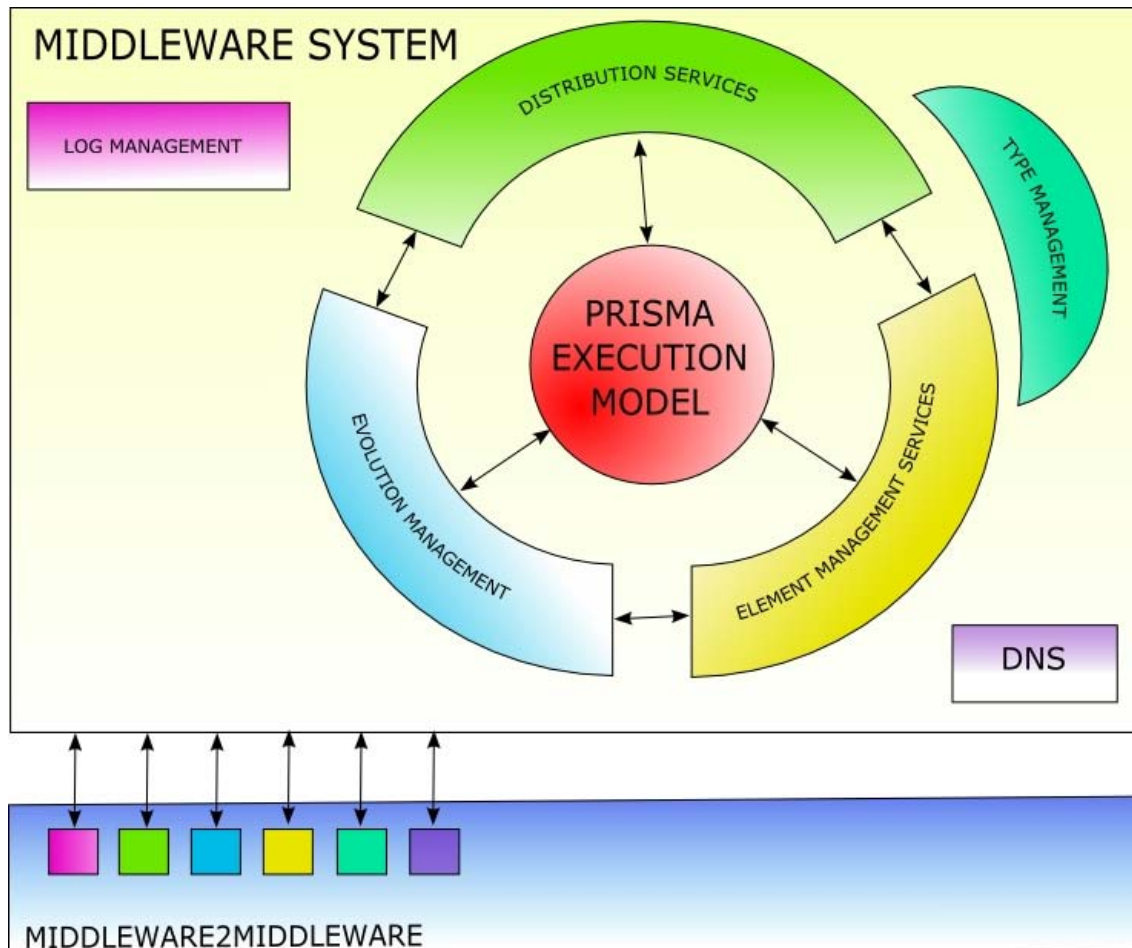 MIDDLEWARE SYSTEM
DISTRIBUTION SERVICES
LOG MANAGEMENT
TYPE MANAGEMENT
PRISMA
EXECUTION
MODEL
EVOLUTION MANAGEMENT
ELEMENT MANAGEMENT SERVICES
DNS
MIDDLEWARE2MIDDLEWARE